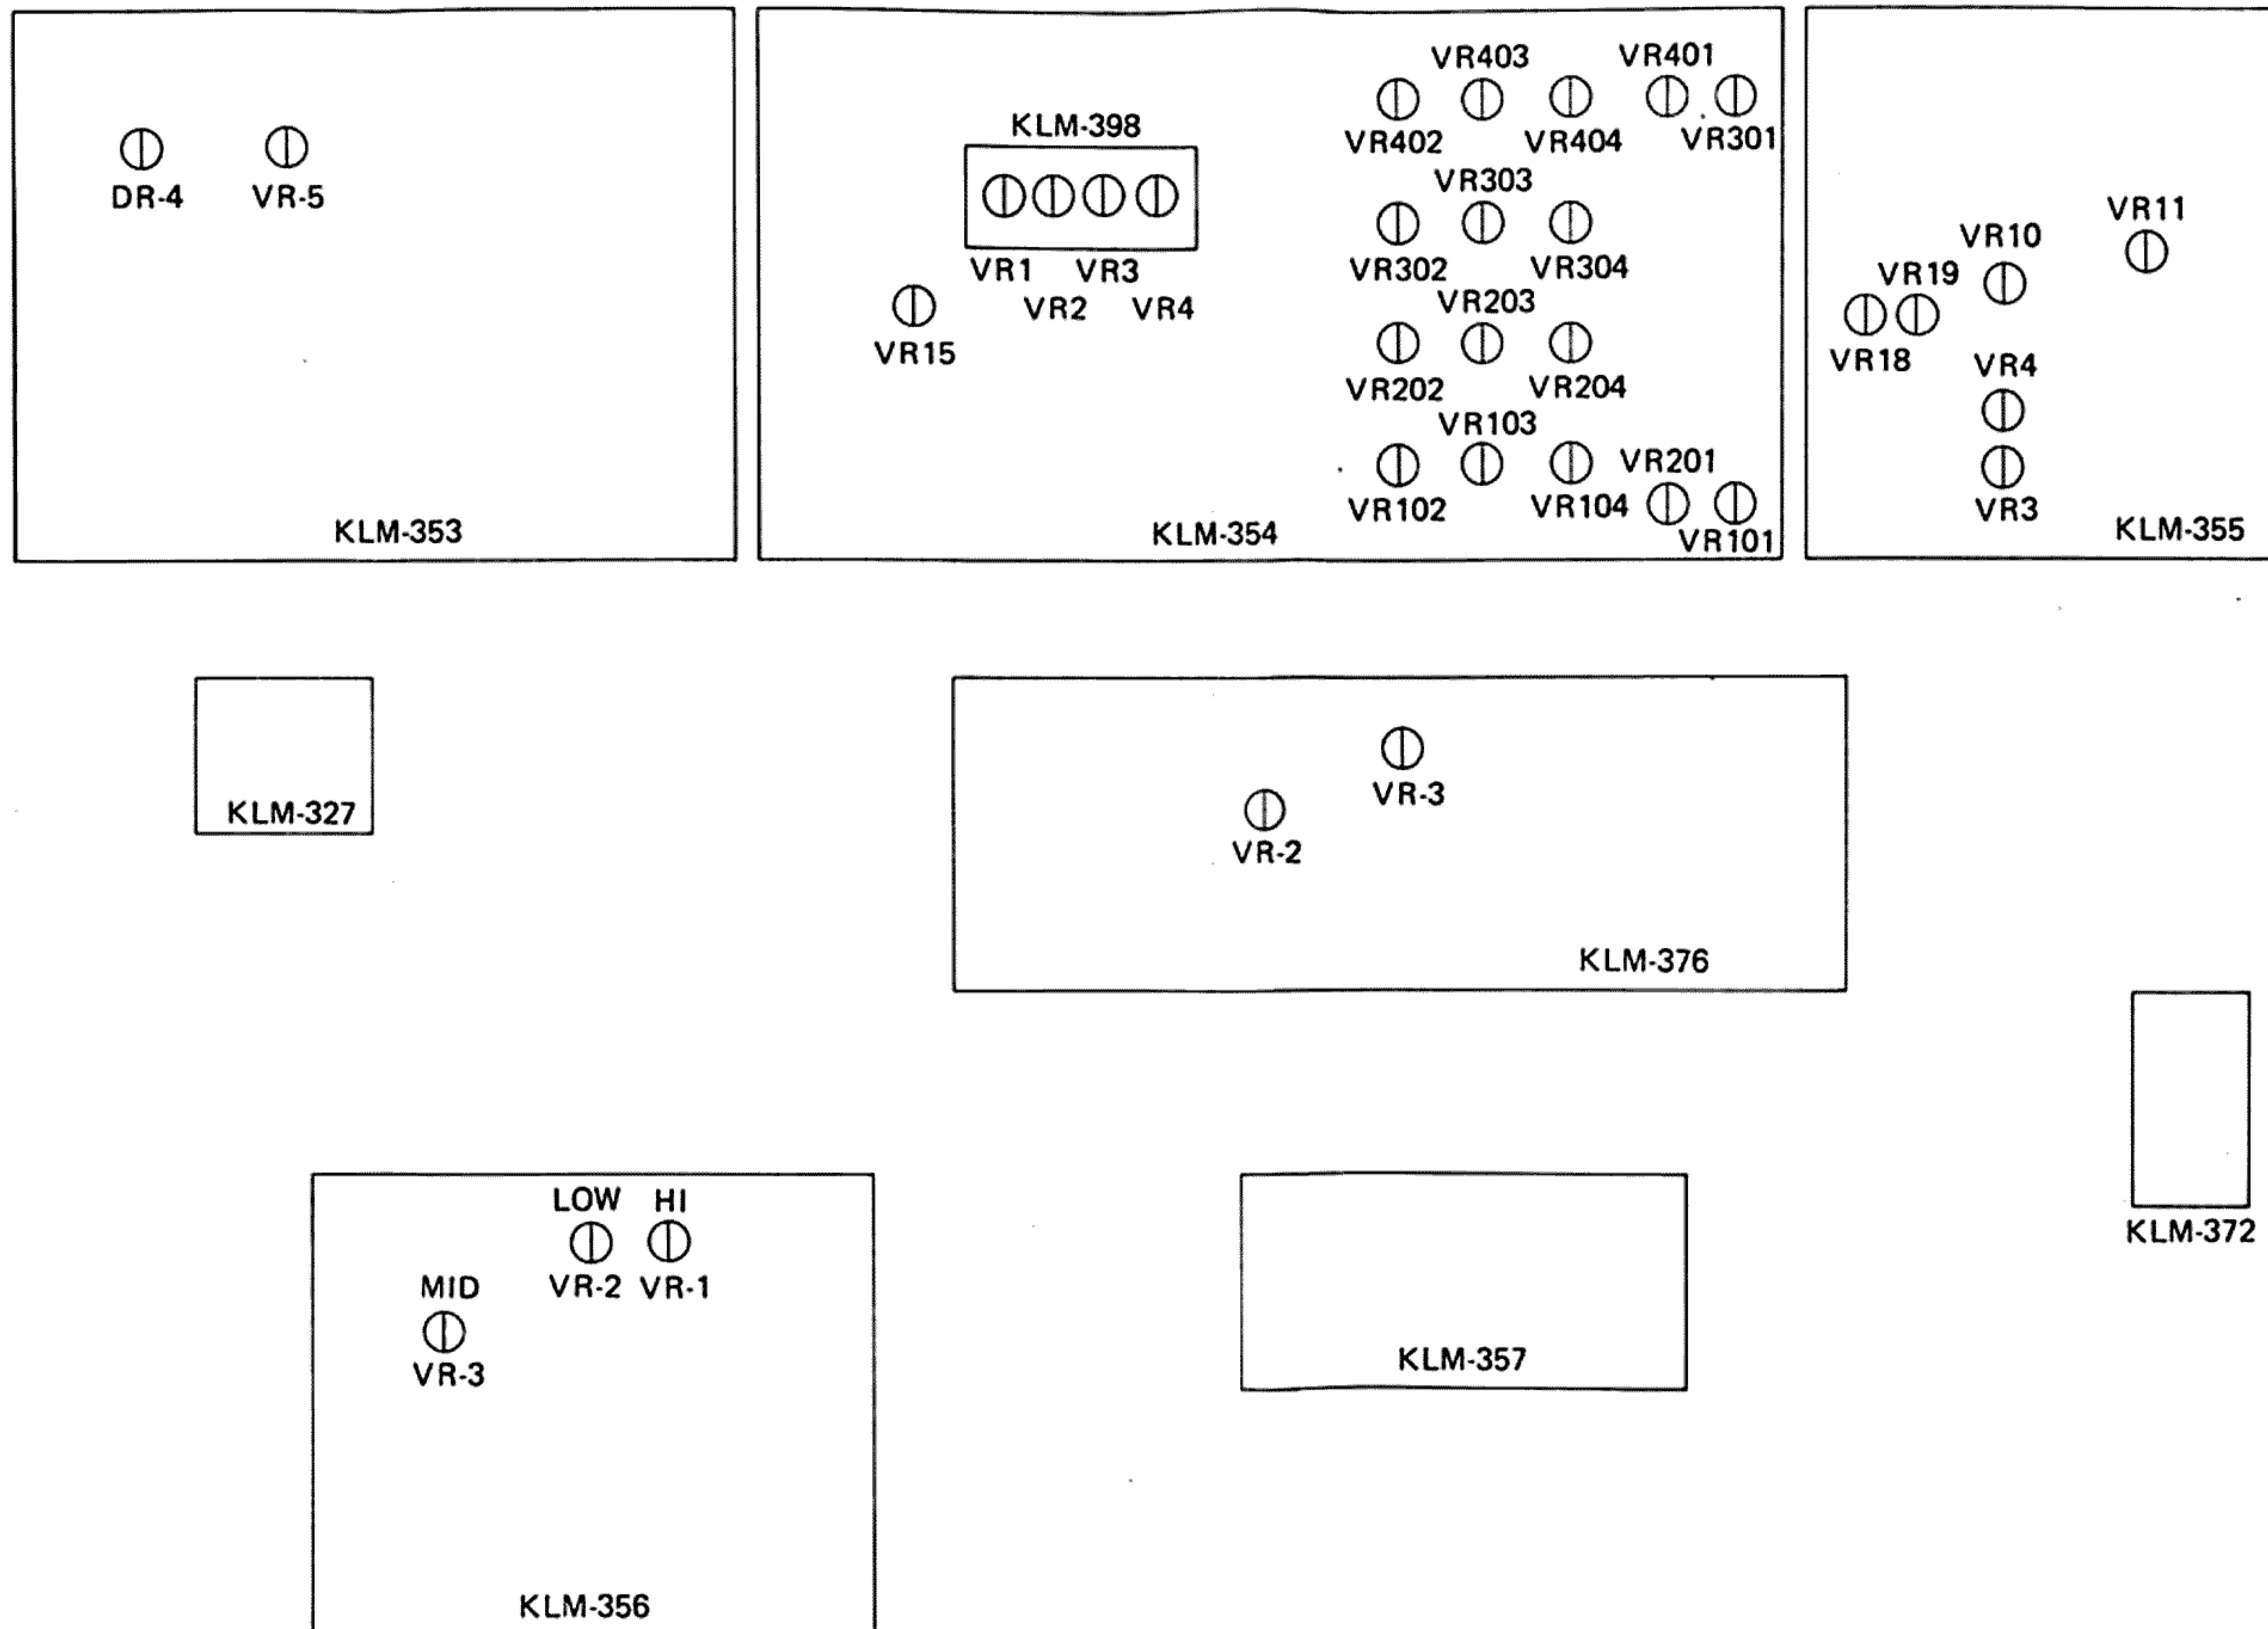 DR-4 VR-5
KLM-353
KLM-398
VR1 VR3
VR2 VR4
VR15
VR403 VR401
VR402 VR404 VR301
VR303
VR302 VR304
VR203
VR202 VR204
VR103
VR201
VR102 VR104
VR101
KLM-354
VR11
VR10
VR19
VR18
VR4
VR3
KLM-355
KLM-327
VR-3
VR-2
KLM-376
KLM-372
LOW HI
VR-2 VR-1
MID
VR-3
KLM-356
KLM-357